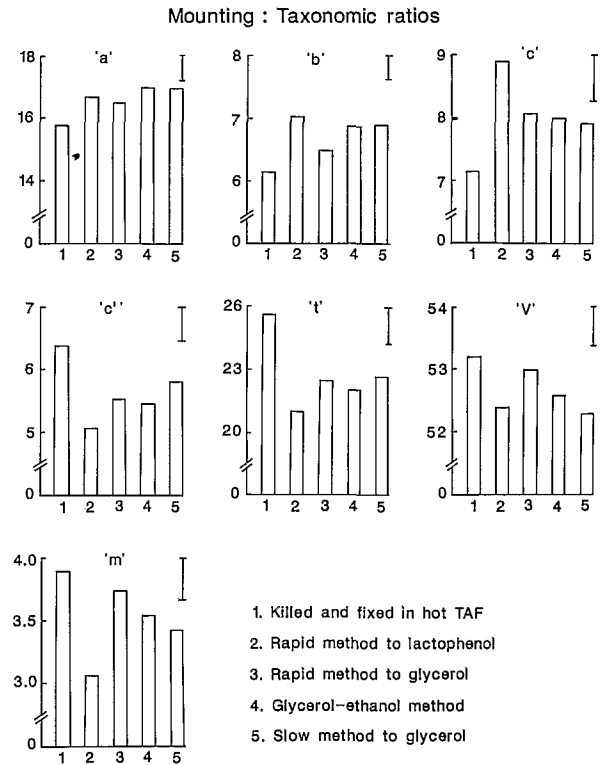 Mounting : Taxonomic ratios
'a'
18
16
14
0
1 2 3 4 5
'b'
8
7
6
0
1 2 3 4 5
'c'
9
8
7
0
1 2 3 4 5
'c''
7
6
5
0
1 2 3 4 5
't'
26
23
20
0
1 2 3 4 5
'V'
54
53
52
0
1 2 3 4 5
'm'
4.0
3.0
0
1 2 3 4 5
1. Killed and fixed in hot TAF
2. Rapid method to lactophenol
3. Rapid method to glycerol
4. Glycerol-ethanol method
5. Slow method to glycerol